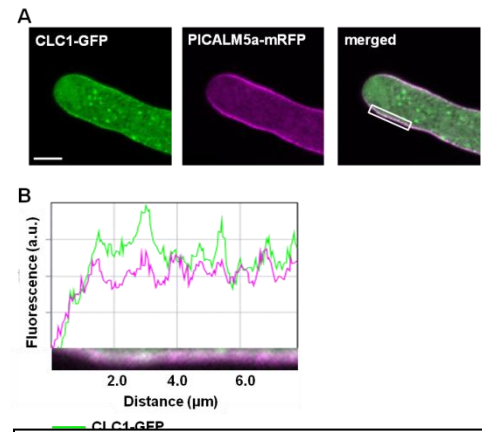 A
CLC1-GFP PICALM5a-mRFP merged
B
Fluorescence (a.u.)
2.0 4.0 6.0
Distance (µm)
CLC1-GFP